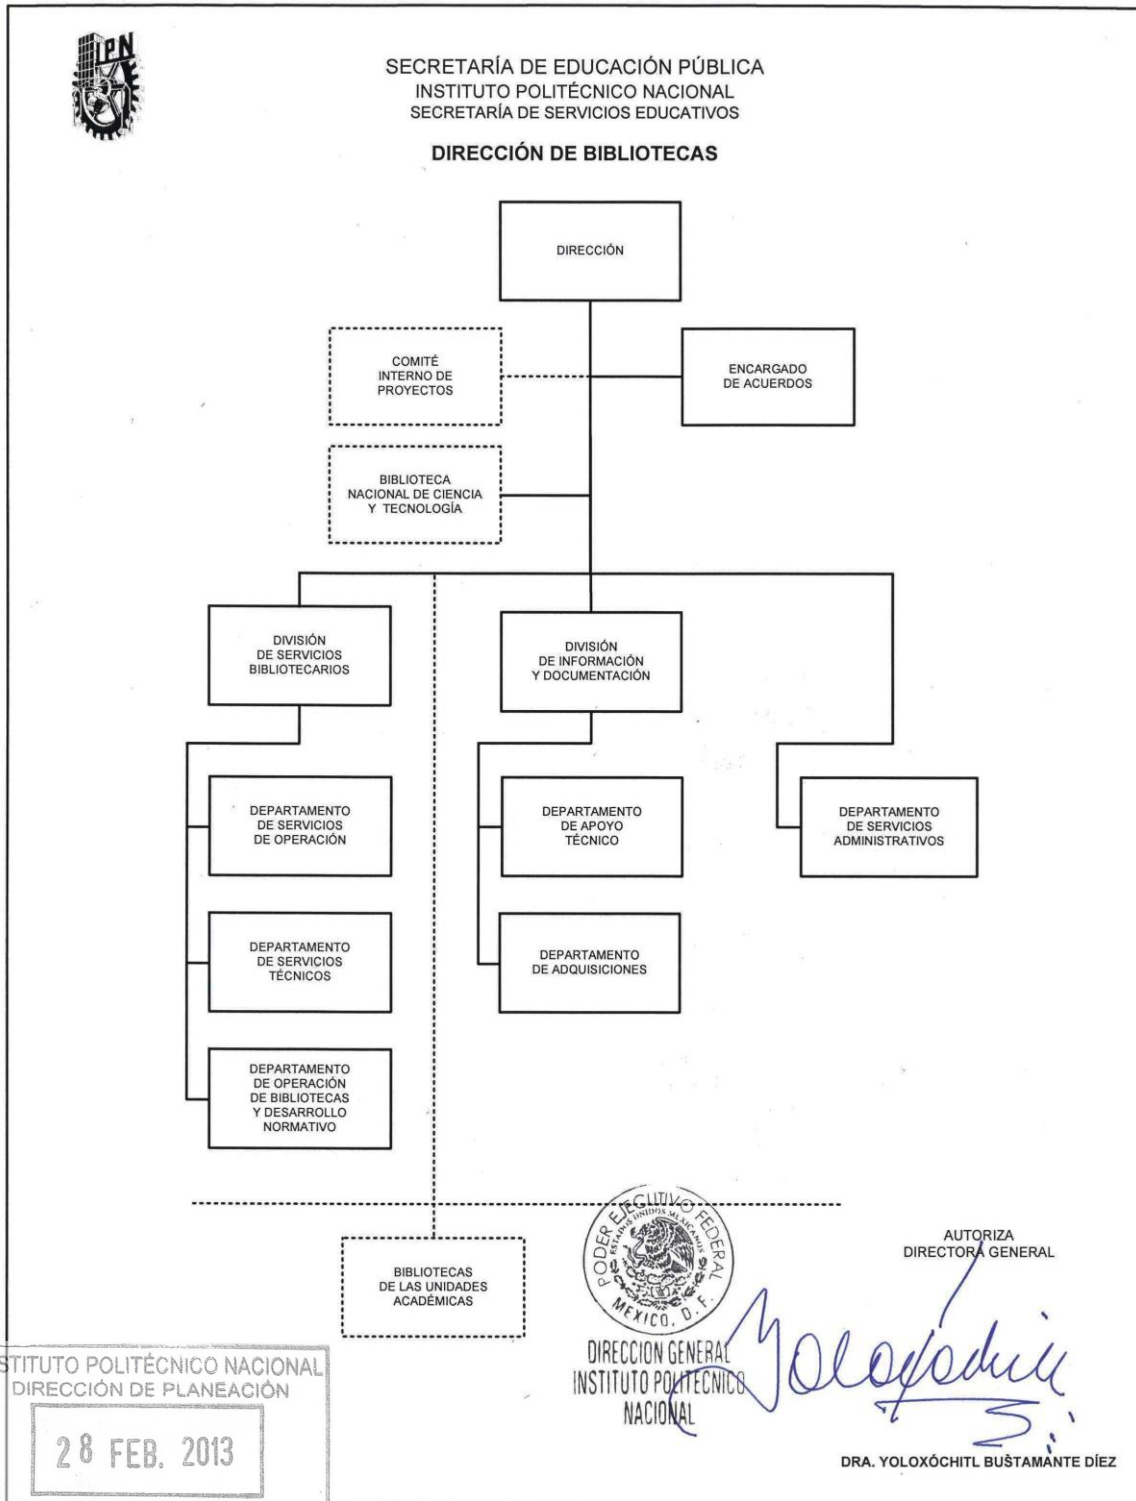 IPN
SECRETARÍA DE EDUCACIÓN PÚBLICA
INSTITUTO POLITÉCNICO NACIONAL
SECRETARÍA DE SERVICIOS EDUCATIVOS
DIRECCIÓN DE BIBLIOTECAS
DIRECCIÓN
COMITÉ
INTERNO DE
PROYECTOS
ENCARGADO
DE ACUERDOS
BIBLIOTECA
NACIONAL DE CIENCIA
Y TECNOLOGÍA
DIVISIÓN
DE SERVICIOS
BIBLIOTECARIOS
DIVISIÓN
DE INFORMACIÓN
Y DOCUMENTACIÓN
DEPARTAMENTO
DE SERVICIOS
DE OPERACIÓN
DEPARTAMENTO
DE APOYO
TÉCNICO
DEPARTAMENTO
DE SERVICIOS
ADMINISTRATIVOS
DEPARTAMENTO
DE SERVICIOS
TÉCNICOS
DEPARTAMENTO
DE ADQUISICIONES
DEPARTAMENTO
DE OPERACIÓN
DE BIBLIOTECAS
Y DESARROLLO
NORMATIVO
BIBLIOTECAS
DE LAS UNIDADES
ACADÉMICAS
PODER EJECUTIVO FEDERAL
ESTADOS UNIDOS MEXICANOS
MEXICO, D. F.
DIRECCION GENERAL
INSTITUTO POLITECNICO
NACIONAL
AUTORIZA
DIRECTORA GENERAL
Yoloxóchitl
DRA. YOLOXÓCHITL BUSTAMANTE DÍEZ
STITUTO POLITÉCNICO NACIONAL
DIRECCIÓN DE PLANEACIÓN
28 FEB. 2013